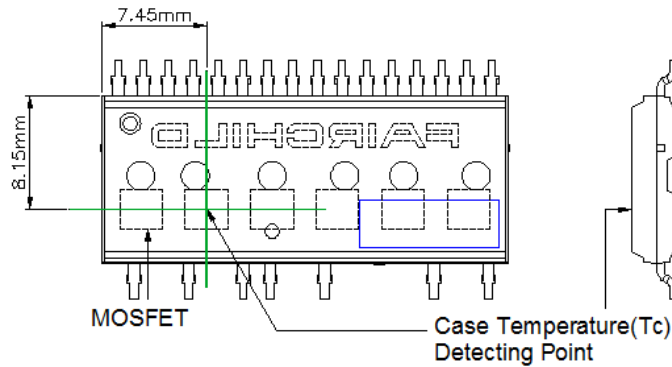 7.45mm
8.15mm
FAIRCHILD
MOSFET
Case Temperature(Tc)
Detecting Point